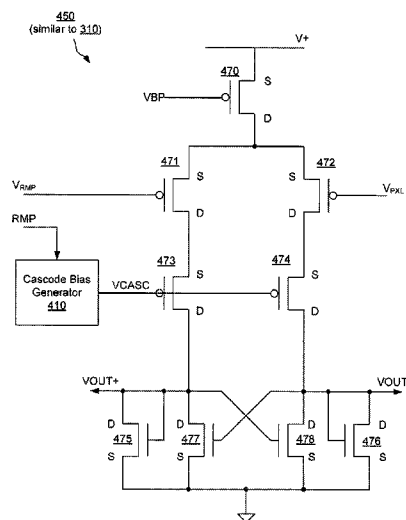 450
(similar to 310)
V+
470
S
VBP
D
471
472
S
S
VRMP
VPXL
D
D
RMP
473
474
S
S
Cascode Bias
Generator
410
VCASC
D
D
VOUT+
VOUT
D
D
D
D
475
477
478
476
S
S
S
S